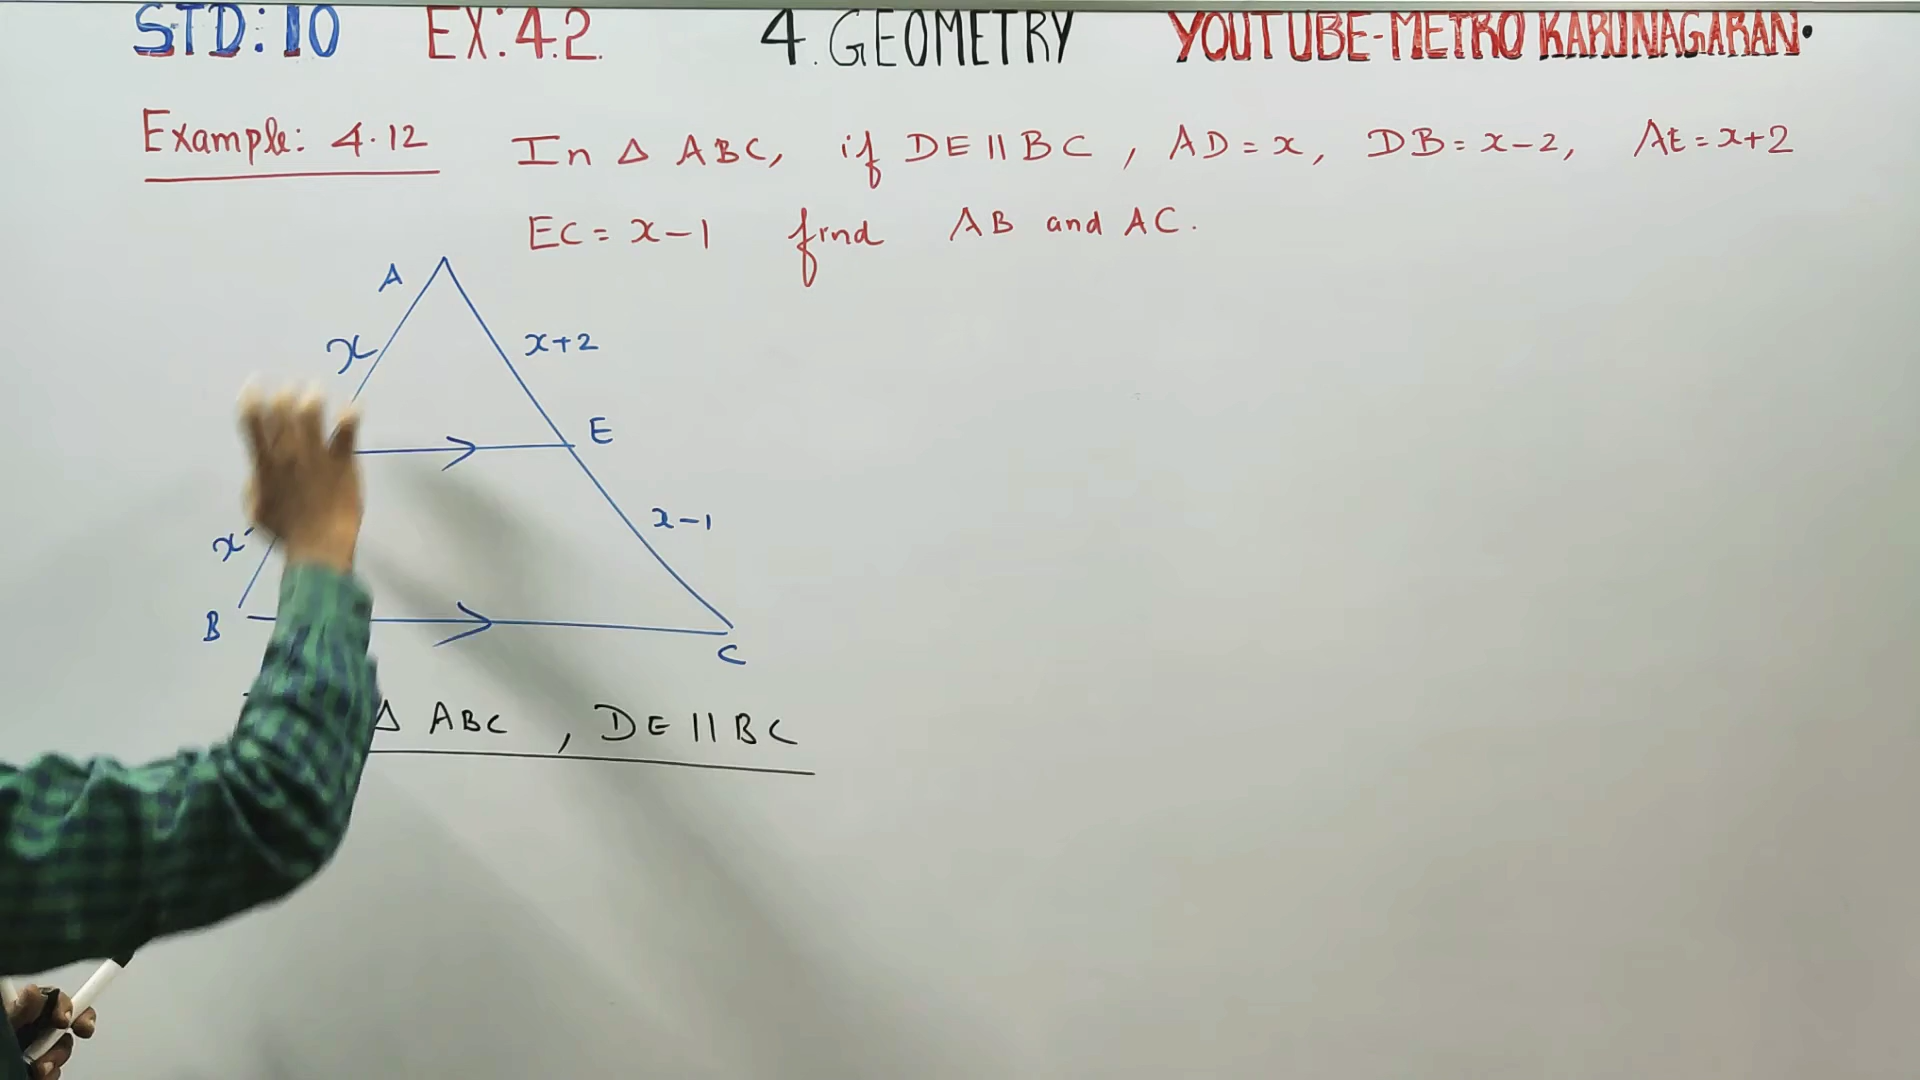 STD: 10 EX: 4.2. 4. GEOMETRY YOUTUBE-METRO KARUNAGARAN.
Example: 4.12 In Δ ABC, if DE || BC, AD = x, DB = x-2, AE = x+2
EC = x-1 find AB and AC.
A
x x+2
E
x- x-1
B
C
Δ ABC, DE || BC